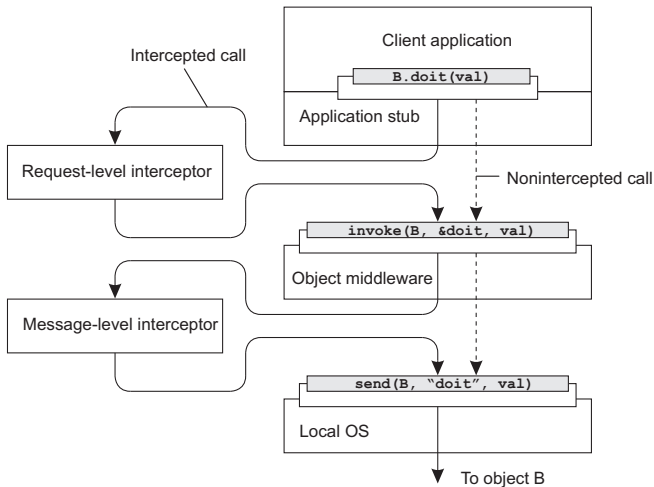 Client application
Intercepted call
B.doit(val)
Application stub
Request-level interceptor
Nonintercepted call
invoke(B, &doit, val)
Object middleware
Message-level interceptor
send(B, “doit”, val)
Local OS
To object B